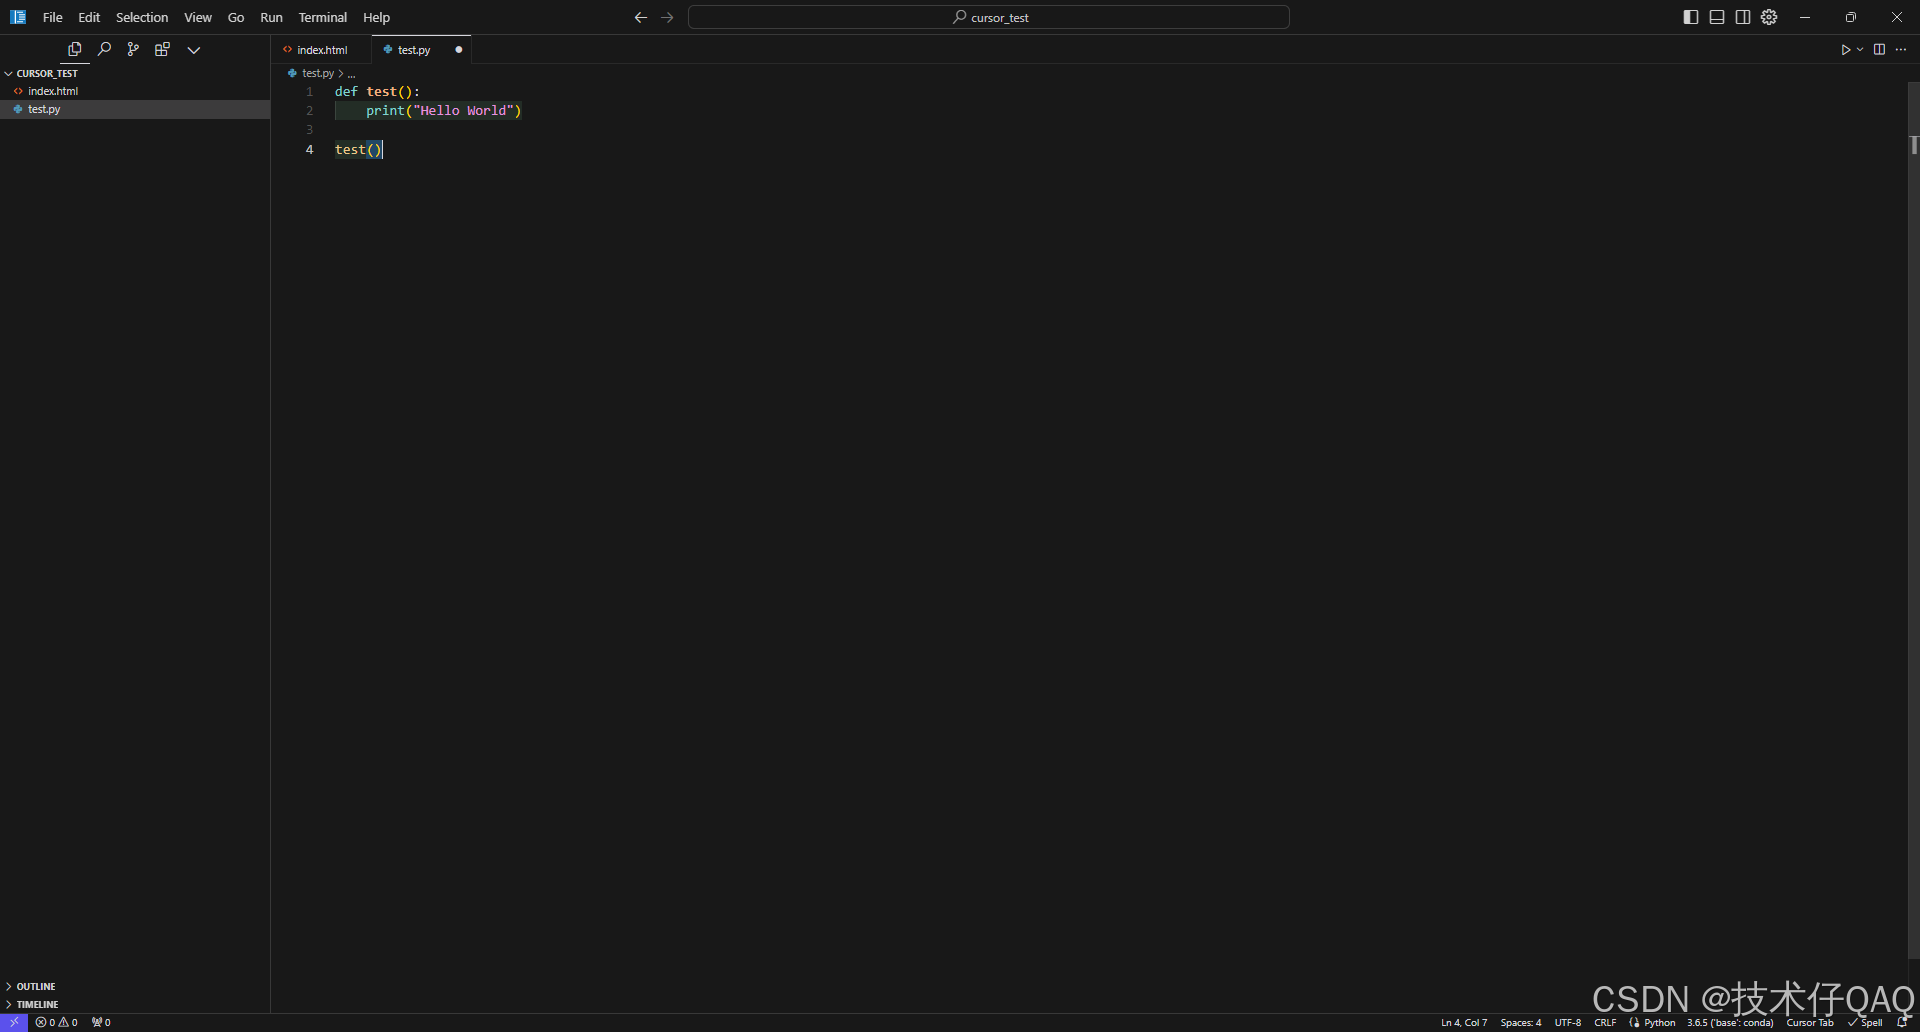 File Edit Selection View Go Run Terminal Help
cursor_test
index.html
test.py
CURSOR_TEST
index.html
test.py
test.py > ...
1 def test():
2     print("Hello World")
3
4 test()
OUTLINE
TIMELINE
0 0 0
Ln 4, Col 7 Spaces: 4 UTF-8 CRLF Python 3.6.5 ('base': conda) Cursor Tab Spell
CSDN @技术仔QAQ